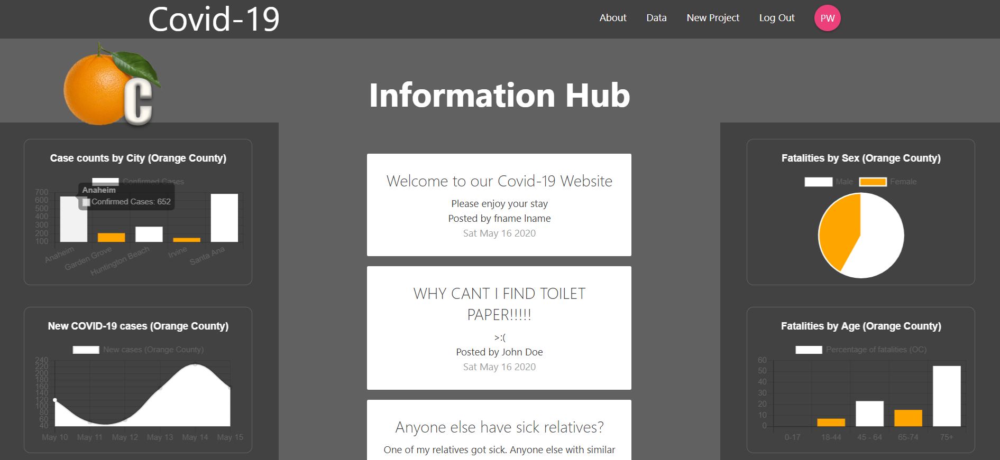 Covid-19
About
Data
New Project
Log Out
PW
C
Information Hub
Case counts by City (Orange County)
Confirmed Cases
Anaheim
Confirmed Cases: 652
700
600
500
400
300
200
100
Anaheim
Garden Grove
Huntington Beach
Irvine
Santa Ana
New COVID-19 cases (Orange County)
New cases (Orange County)
240
220
200
180
160
140
120
100
80
60
40
May 10
May 11
May 12
May 13
May 14
May 15
Welcome to our Covid-19 Website
Please enjoy your stay
Posted by fname lname
Sat May 16 2020
WHY CANT I FIND TOILET
PAPER!!!!!
>:(
Posted by John Doe
Sat May 16 2020
Anyone else have sick relatives?
One of my relatives got sick. Anyone else with similar
Fatalities by Sex (Orange County)
Male
Female
Fatalities by Age (Orange County)
Percentage of fatalities (OC)
60
50
40
30
20
10
0
0-17
18-44
45 - 64
65-74
75+